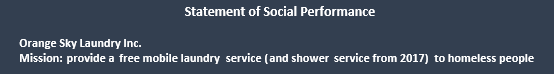 Statement of Social Performance
Orange Sky Laundry Inc.
Mission: provide a free mobile laundry service (and shower service from 2017) to homeless people